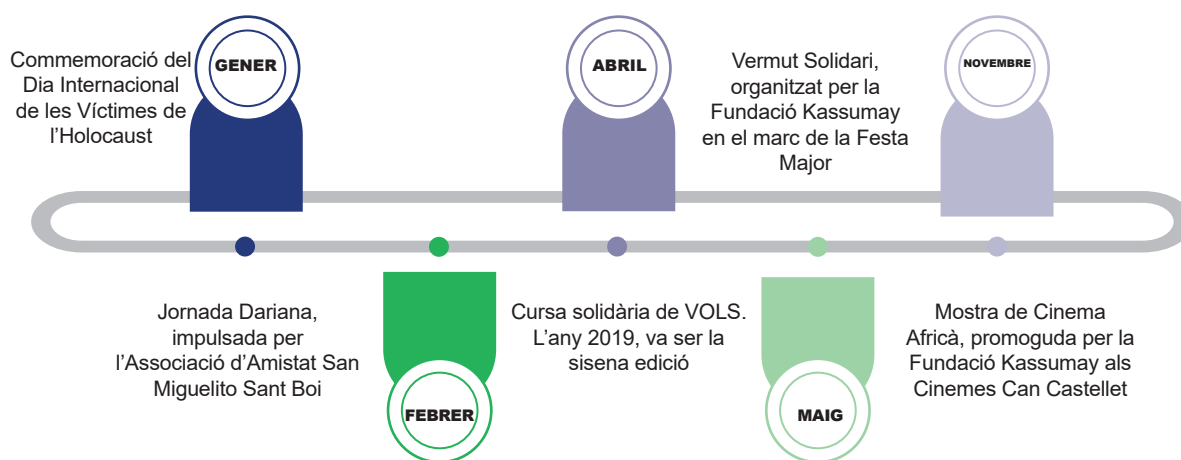 GENER
Commemoració del
Dia Internacional
de les Víctimes de
l’Holocaust
ABRIL
Vermut Solidari,
organitzat per la
Fundació Kassumay
en el marc de la Festa
Major
NOVEMBRE
Jornada Dariana,
impulsada per
l’Associació d’Amistat San
Miguelito Sant Boi
FEBRER
Cursa solidària de VOLS.
L’any 2019, va ser la
sisena edició
MAIG
Mostra de Cinema
Africà, promoguda per la
Fundació Kassumay als
Cinemes Can Castellet